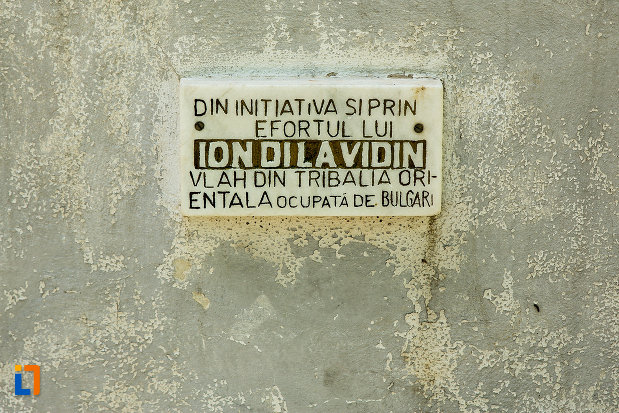 DIN INITIATIVA SI PRIN
EFORTUL LUI
ION DI LA VIDIN
VLAH DIN TRIBALIA ORI-
ENTALA OCUPATĂ DE BULGARI